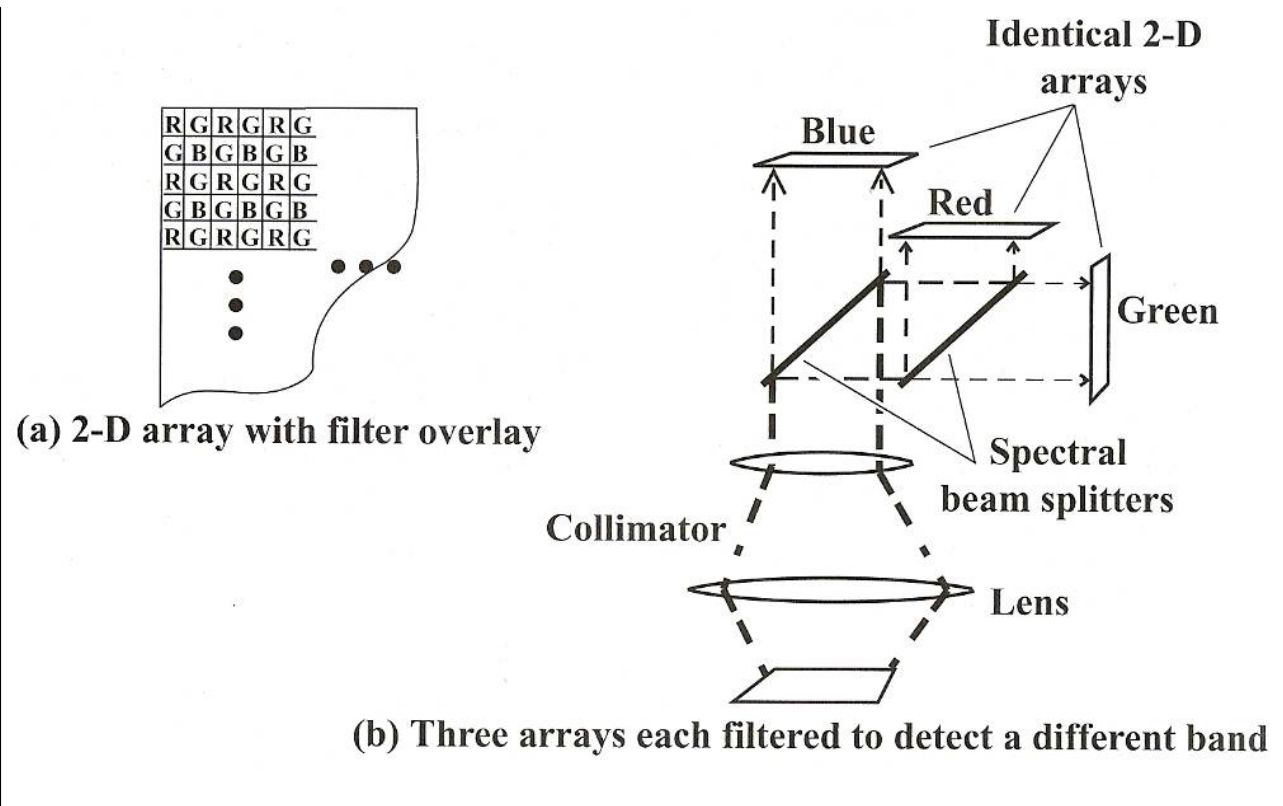 R G R G R G
G B G B G B
R G R G R G
G B G B G B
R G R G R G
(a) 2-D array with filter overlay
Identical 2-D
arrays
Blue
Red
Green
Spectral
beam splitters
Collimator
Lens
(b) Three arrays each filtered to detect a different band